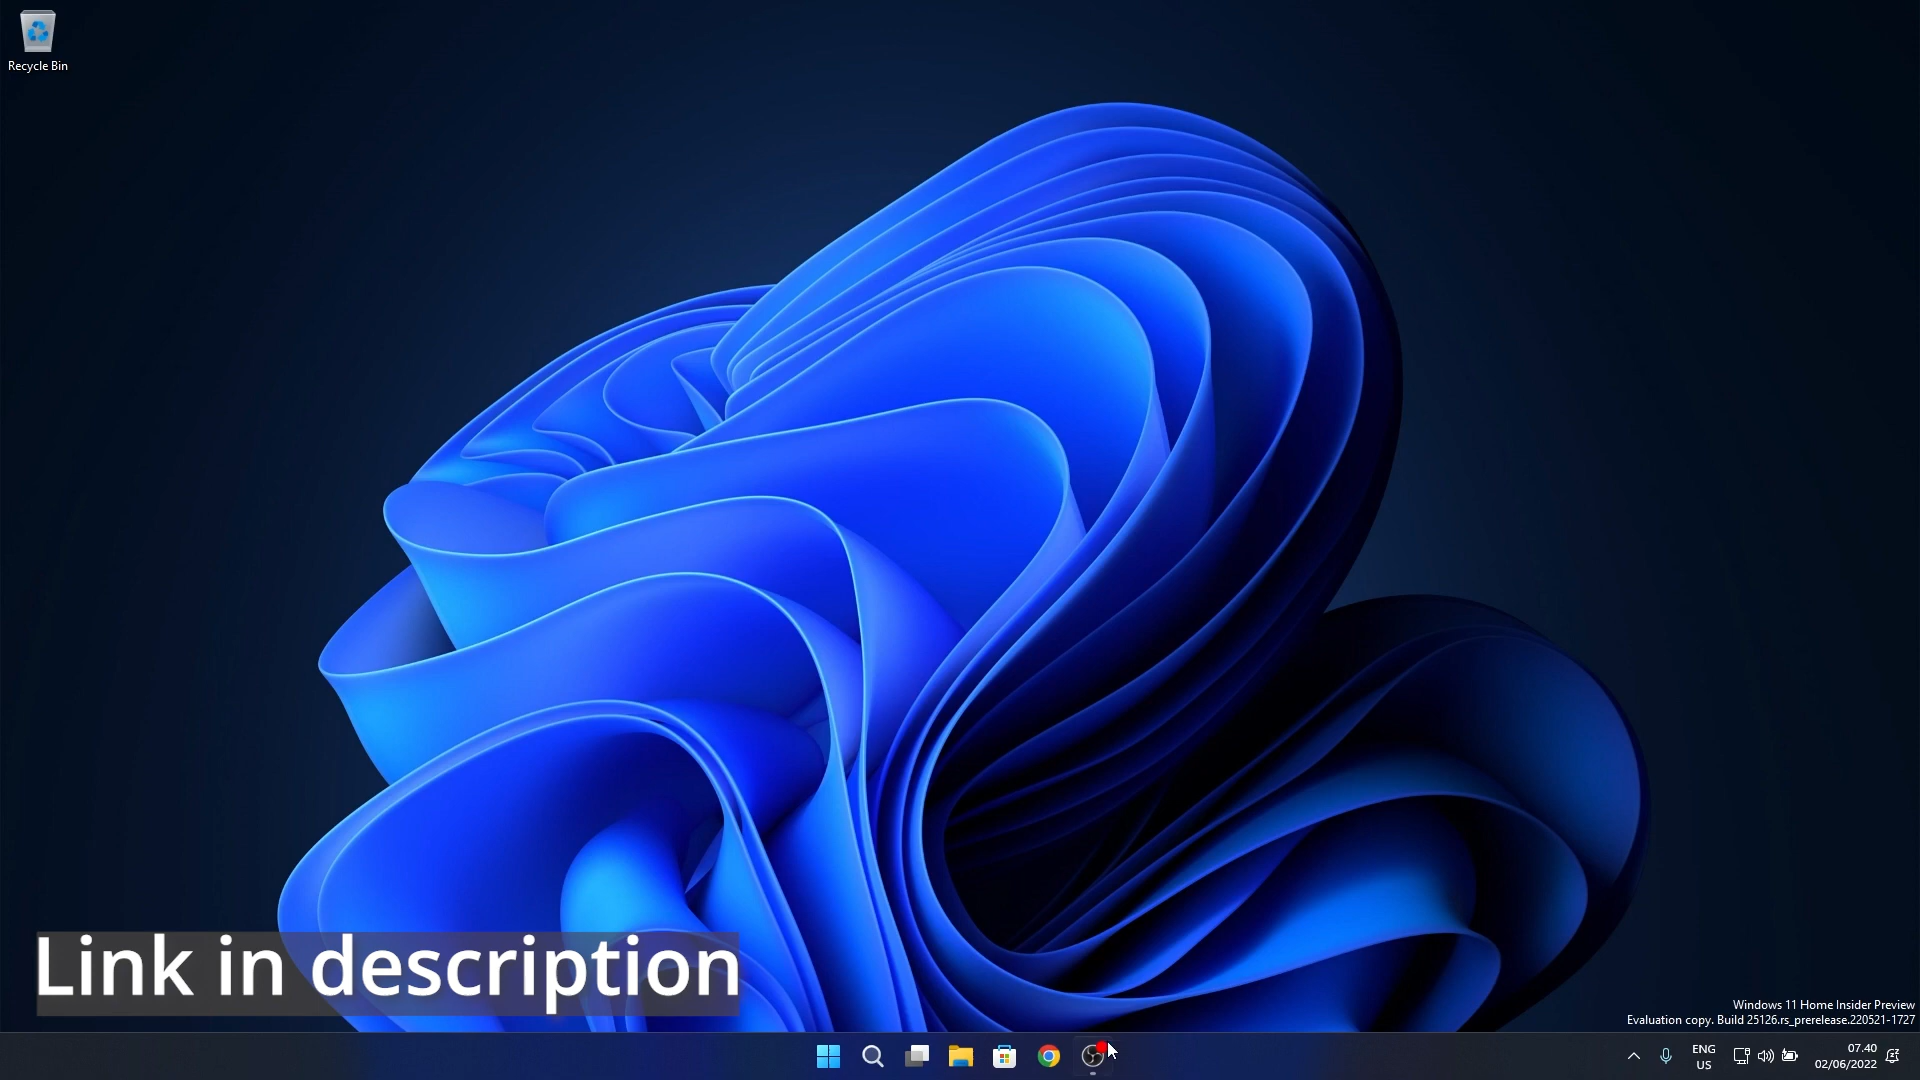 Recycle Bin
Link in description
Windows 11 Home Insider Preview
Evaluation copy. Build 25126.rs_prerelease.220521-1727
ENG
US
07.40
02/06/2022